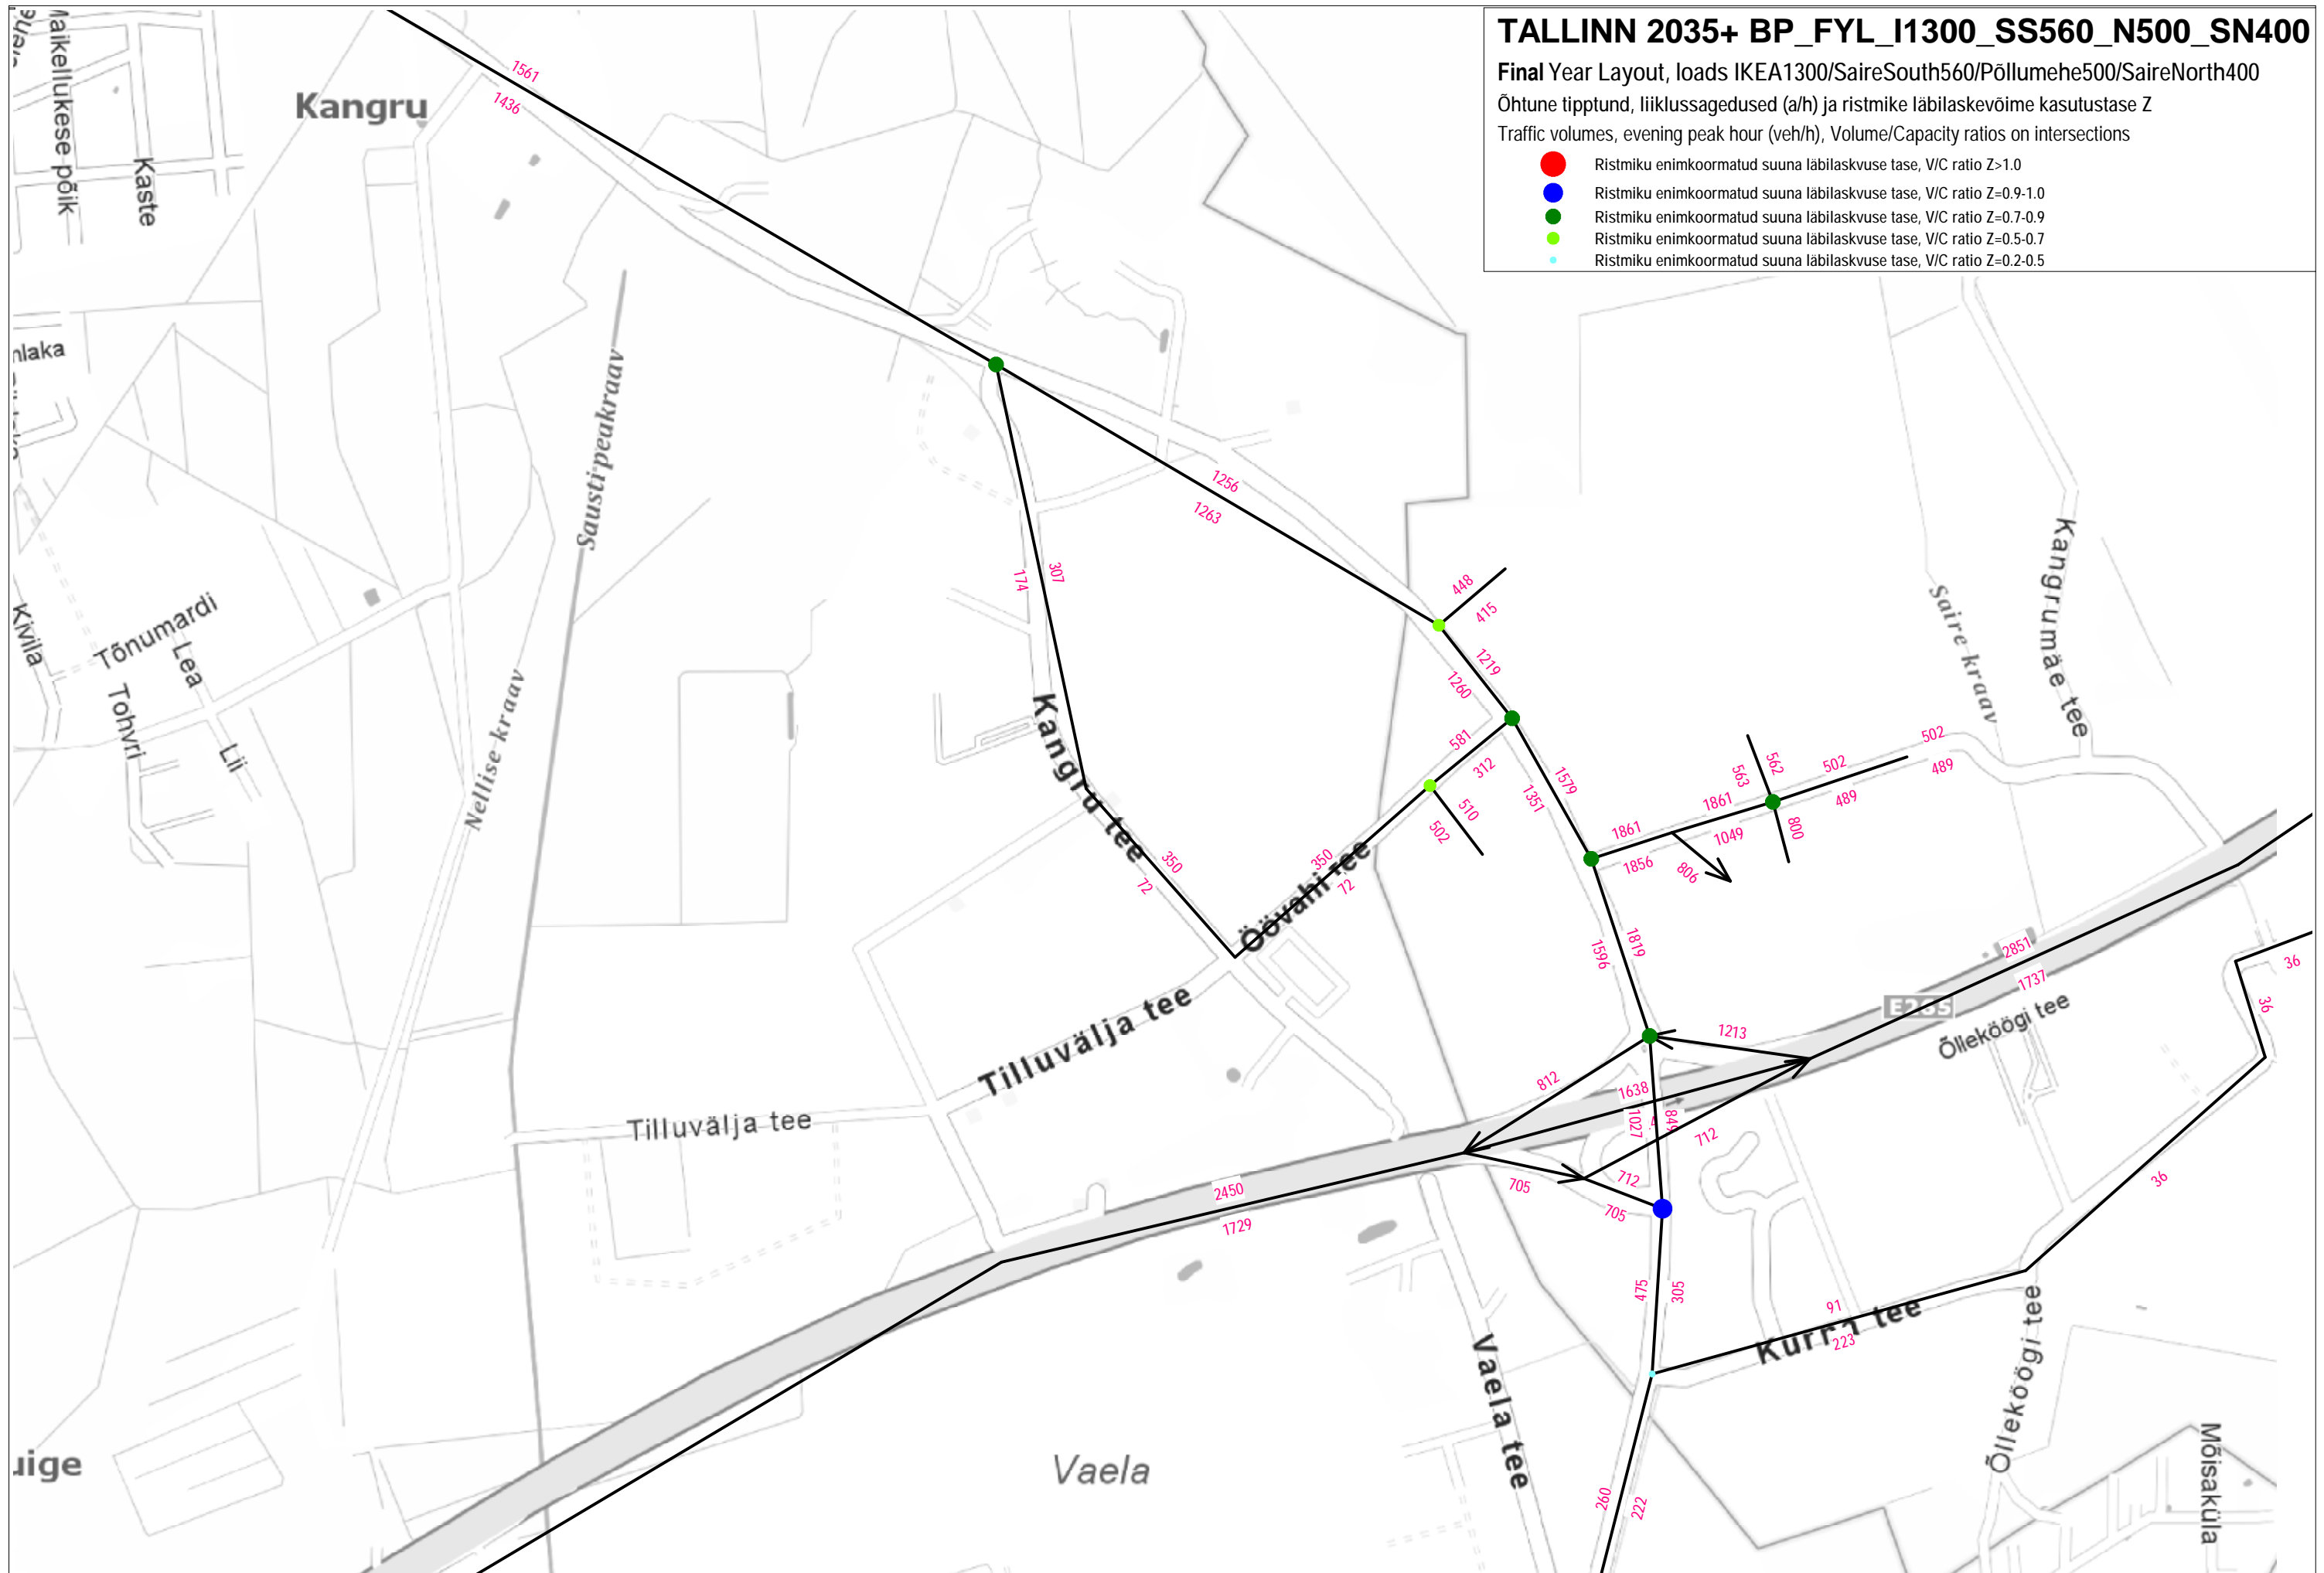 TALLINN 2035+ BP_FYL_I1300_SS560_N500_SN400
Final Year Layout, loads IKEA1300/SaireSouth560/Põllumehe500/SaireNorth400
Õhtune tipptund, liiklussagedused (a/h) ja ristmike läbilaskevõime kasutustase Z
Traffic volumes, evening peak hour (veh/h), Volume/Capacity ratios on intersections
Ristmiku enimkoormatud suuna läbilaskvuse tase, V/C ratio Z>1.0
Ristmiku enimkoormatud suuna läbilaskvuse tase, V/C ratio Z=0.9-1.0
Ristmiku enimkoormatud suuna läbilaskvuse tase, V/C ratio Z=0.7-0.9
Ristmiku enimkoormatud suuna läbilaskvuse tase, V/C ratio Z=0.5-0.7
Ristmiku enimkoormatud suuna läbilaskvuse tase, V/C ratio Z=0.2-0.5
Maikellukese põik
Kaste
Kangru
1561
1436
nlaka
Sausti peakraav
1256
1263
174
307
448
415
Kivila
Tõnumardi
Lea
Tohvri
Lii
Nellise kraav
Kangru tee
350
72
1219
1260
581
312
510
502
1579
1351
350
72
Öövahi tee
563
562
502
502
489
489
1861
1861
1049
1856
806
800
Saire kraav
Kangrumäe tee
1596
1819
2851
1737
E265
Õlleköögi tee
36
36
36
1213
812
1638
1027
849
712
712
705
705
Tilluvälja tee
Tilluvälja tee
2450
1729
475
305
91
223
Kurna tee
Õlleköögi tee
Vaela tee
Vaela
260
222
uige
Mõisaküla